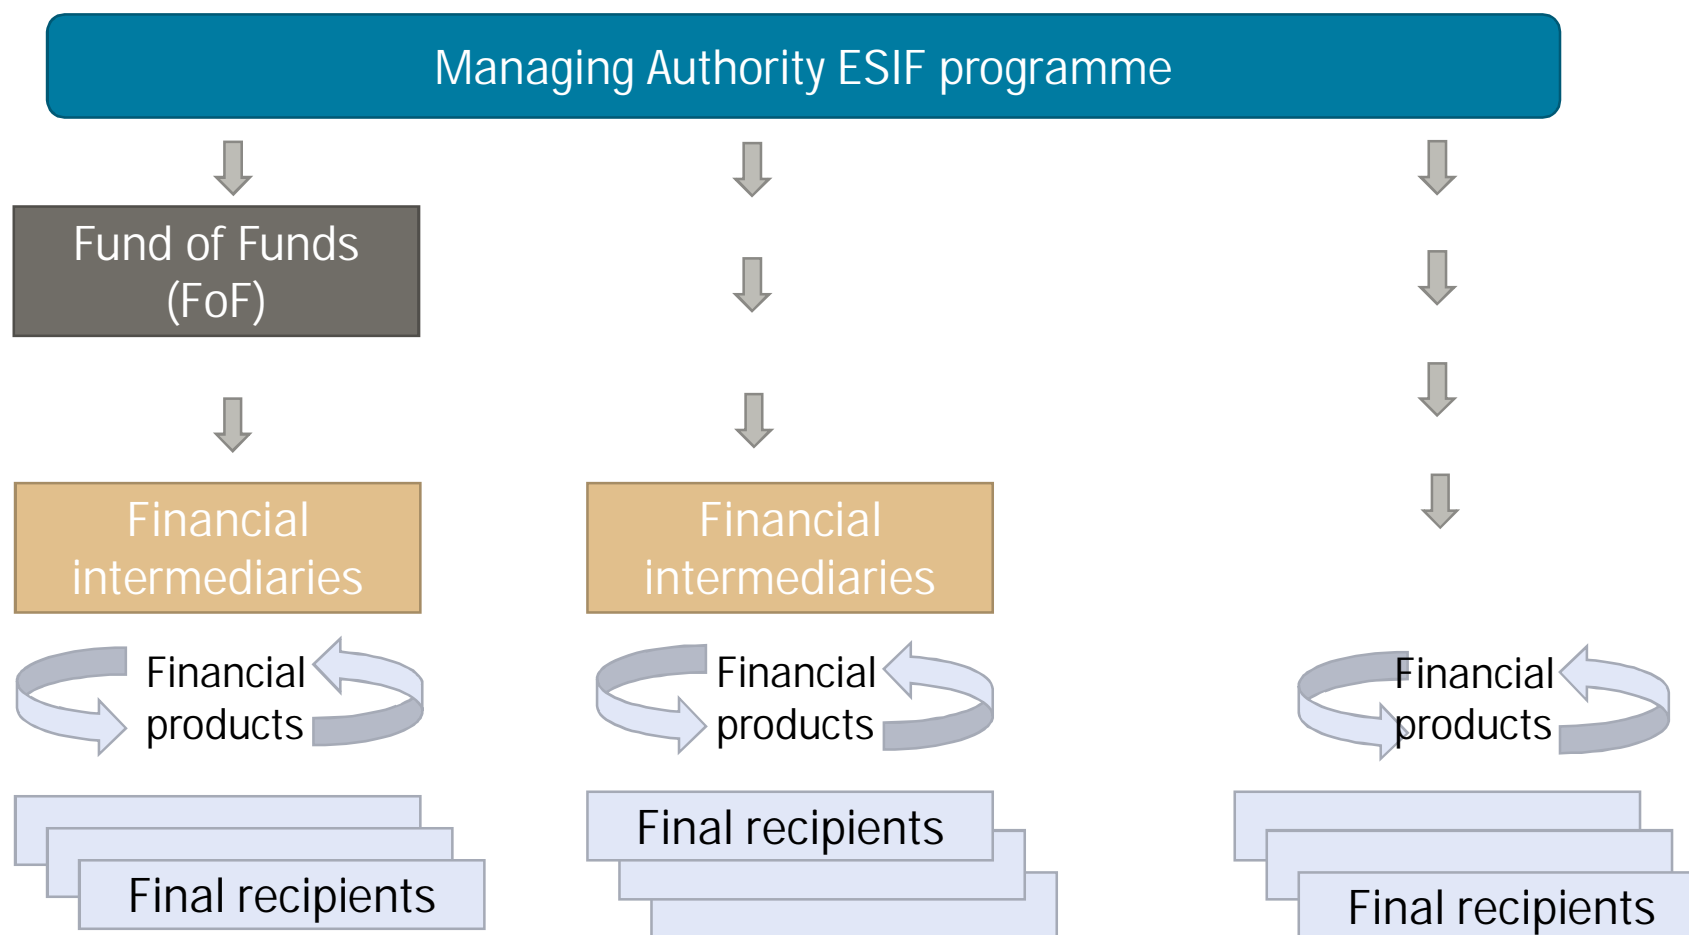 Managing Authority ESIF programme
Fund of Funds
(FoF)
Financial
intermediaries
Financial
intermediaries
Financial
products
Financial
products
Financial
products
Final recipients
Final recipients
Final recipients